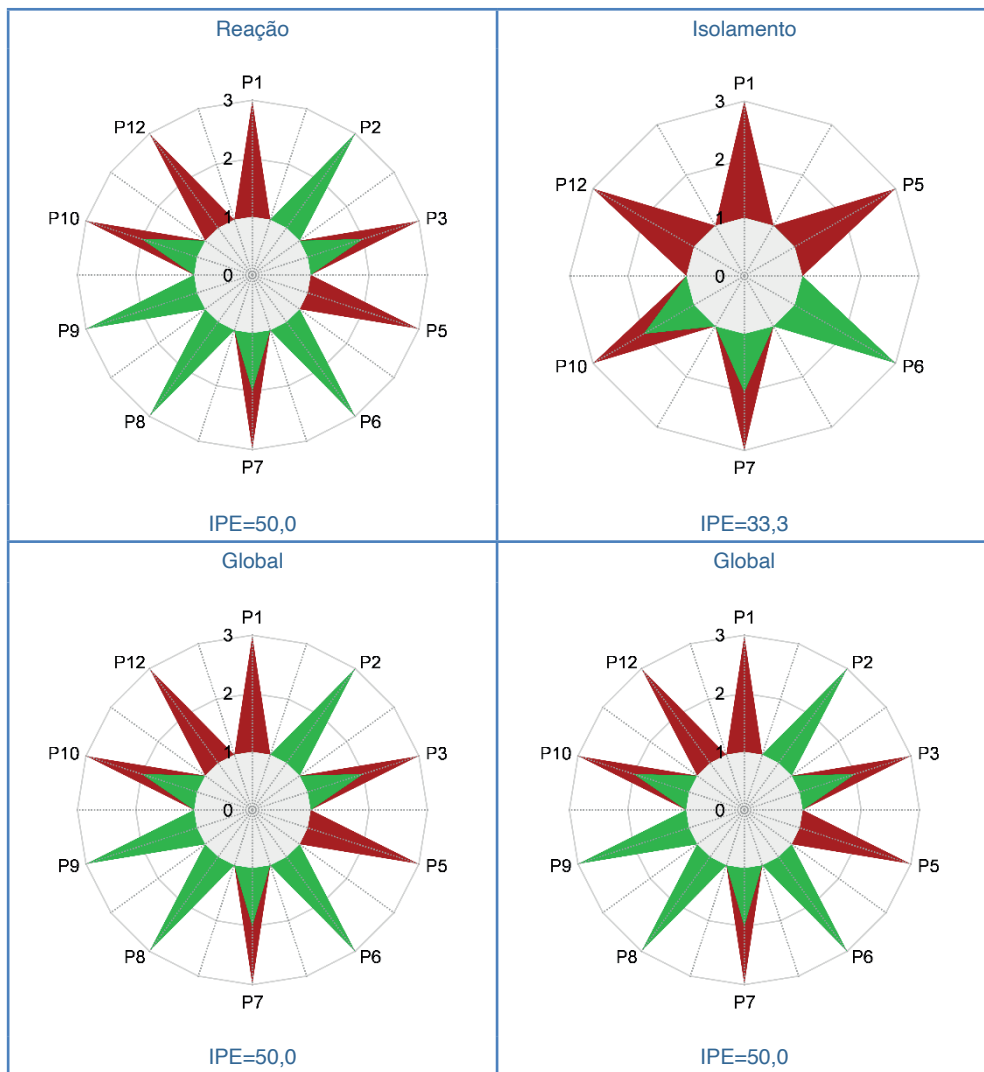 Reação
P1
3
P12
P2
2
P10
P3
1
0
P9
P5
P8
P6
P7
IPE=50,0
Isolamento
P1
3
2
P12
P5
1
0
P10
P6
P7
IPE=33,3
Global
P1
3
P12
P2
2
P10
P3
1
0
P9
P5
P8
P6
P7
IPE=50,0
Global
P1
3
P12
P2
2
P10
P3
1
0
P9
P5
P8
P6
P7
IPE=50,0